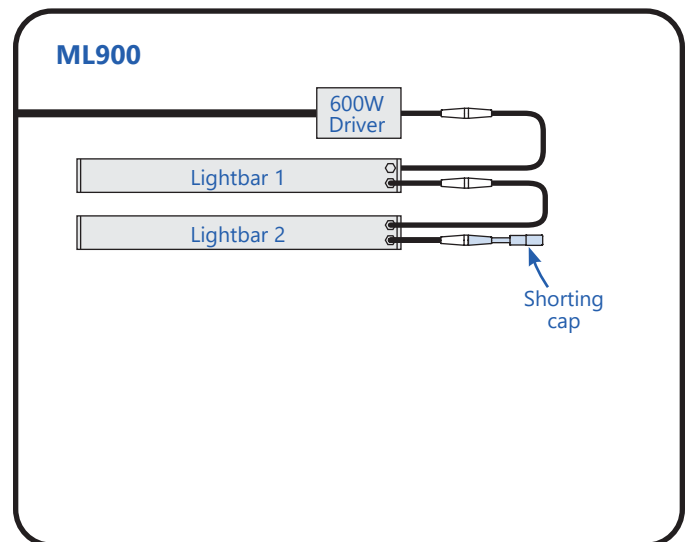 ML900
600W
Driver
Lightbar 1
Lightbar 2
Shorting
cap